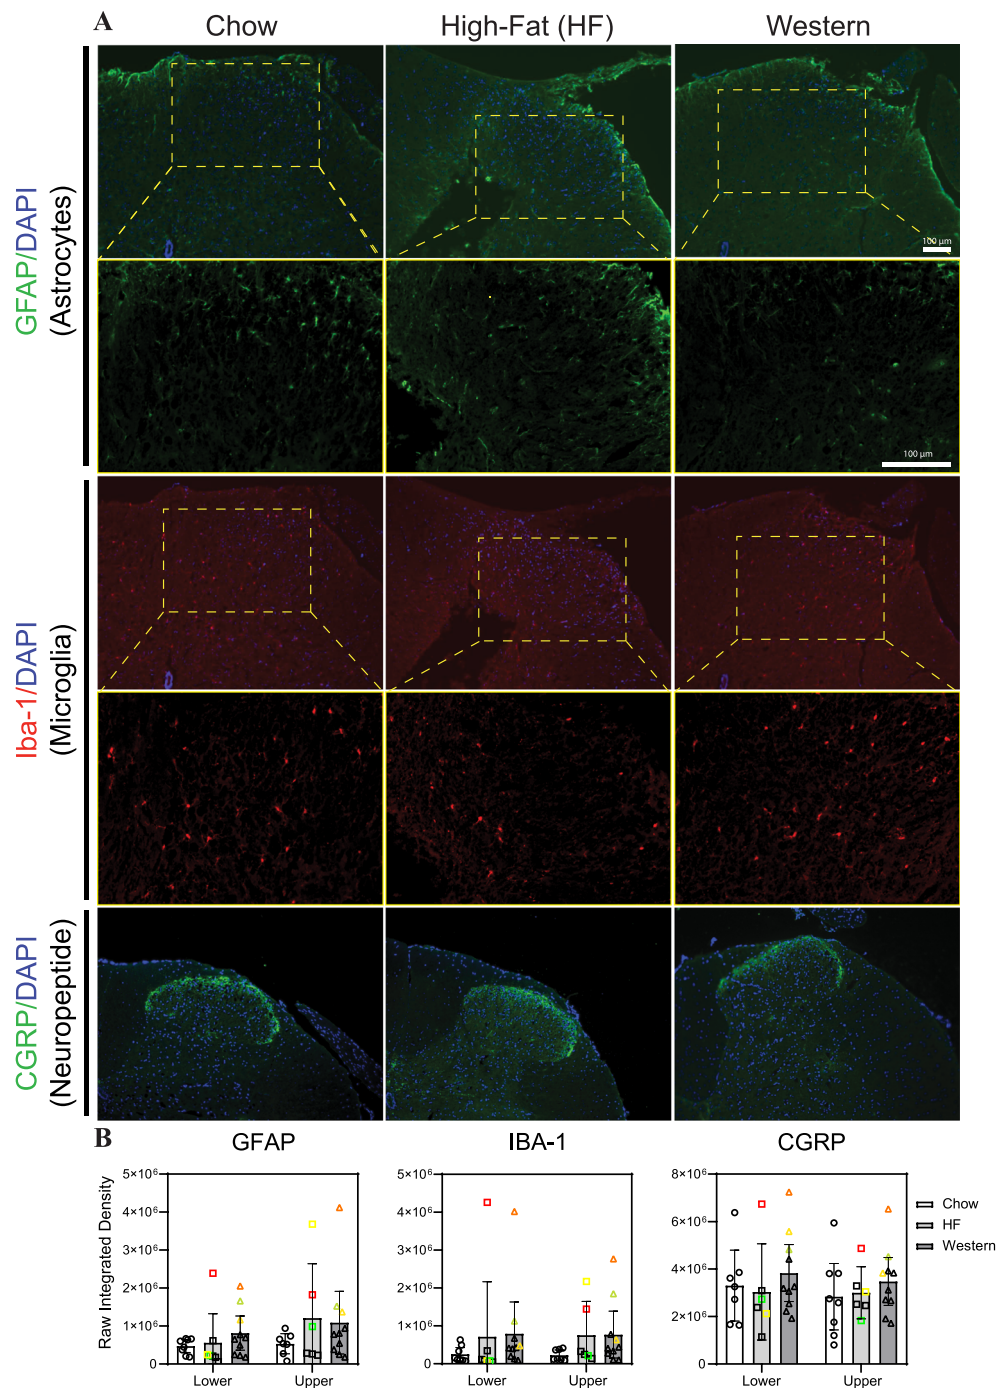 A
Chow
High-Fat (HF)
Western
GFAP/DAPI
(Astrocytes)
100 µm
100 µm
Iba-1/DAPI
(Microglia)
CGRP/DAPI
(Neuropeptide)
B
GFAP
IBA-1
CGRP
Raw Integrated Density
5×10⁶
4×10⁶
3×10⁶
2×10⁶
1×10⁶
0
Lower
Upper
5×10⁶
4×10⁶
3×10⁶
2×10⁶
1×10⁶
0
Lower
Upper
8×10⁶
6×10⁶
4×10⁶
2×10⁶
0
Lower
Upper
Chow
HF
Western